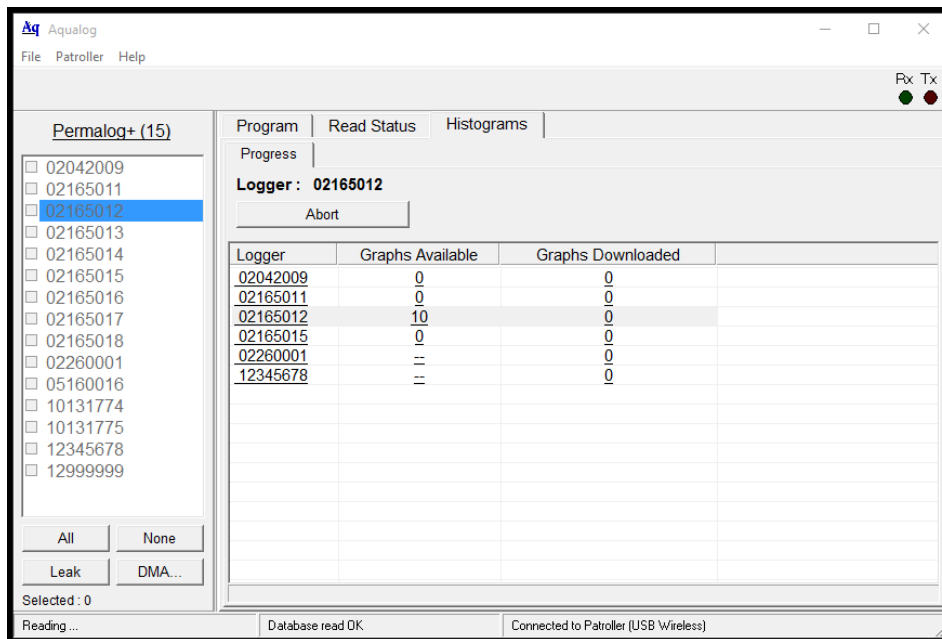 Aq Aqualog
File Patroller Help
Rx Tx
Permalog+ (15)
02042009
02165011
02165012
02165013
02165014
02165015
02165016
02165017
02165018
02260001
05160016
10131774
10131775
12345678
12999999
All None
Leak DMA...
Selected : 0
Program Read Status Histograms
Progress
Logger : 02165012
Abort
Logger Graphs Available Graphs Downloaded
02042009 0 0
02165011 0 0
02165012 10 0
02165015 0 0
02260001 -- 0
12345678 -- 0
Reading ... Database read OK Connected to Patroller (USB Wireless)